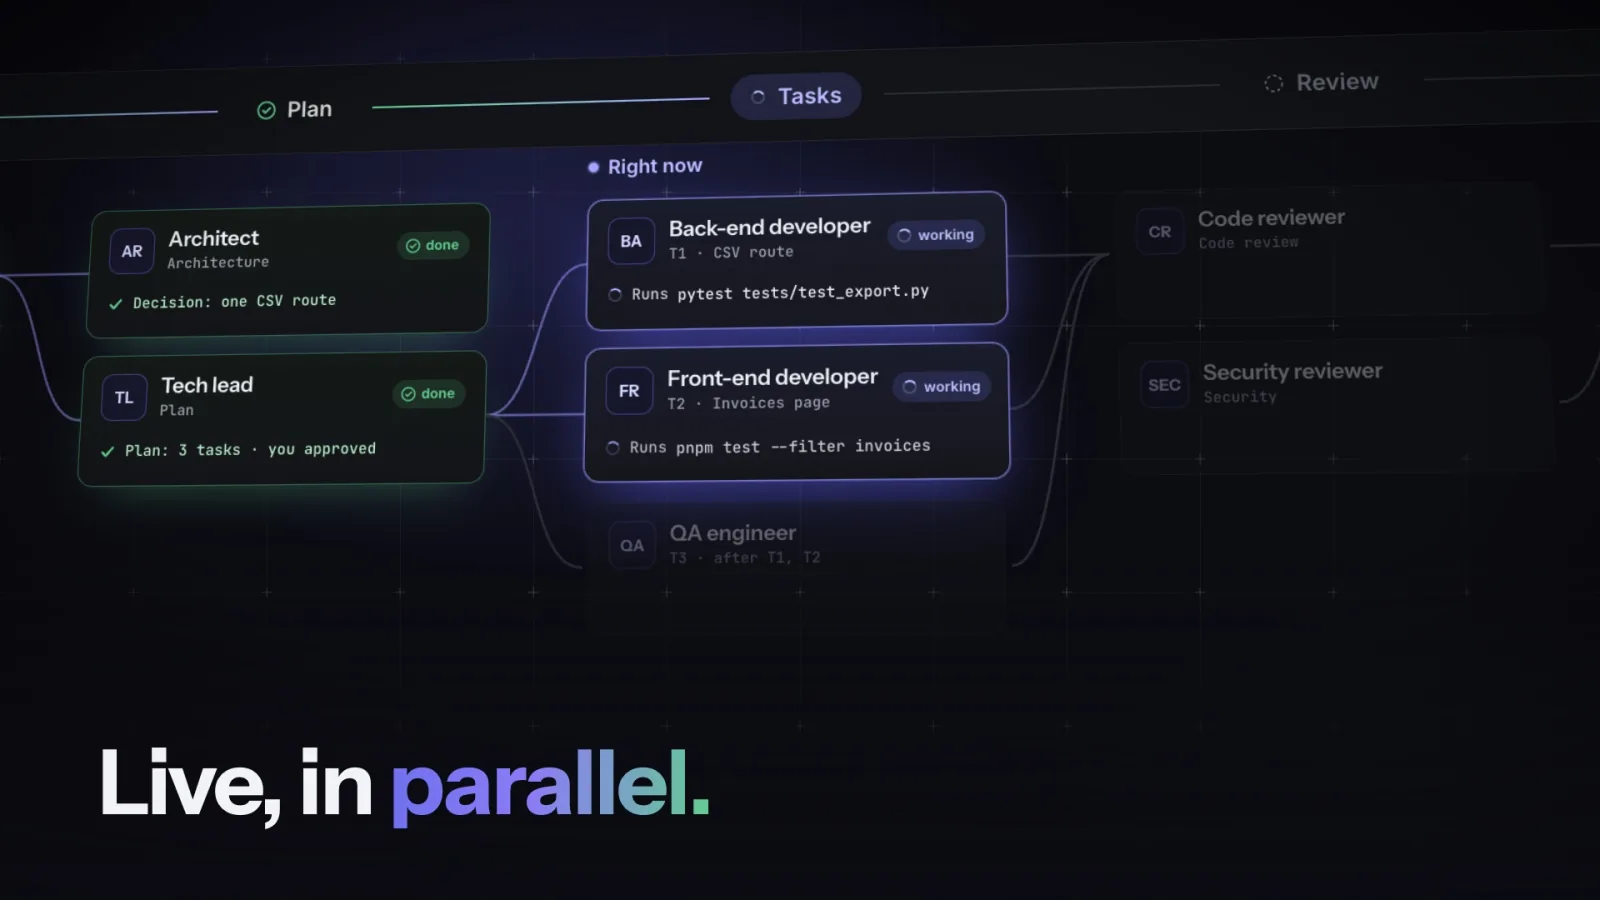 Plan
Tasks
Review
Right now
AR
Architect
Architecture
done
Decision: one CSV route
TL
Tech lead
Plan
done
Plan: 3 tasks · you approved
BA
Back-end developer
T1 · CSV route
working
Runs pytest tests/test_export.py
FR
Front-end developer
T2 · Invoices page
working
Runs pnpm test --filter invoices
QA
QA engineer
T3 · after T1, T2
CR
Code reviewer
Code review
SEC
Security reviewer
Security
Live, in parallel.